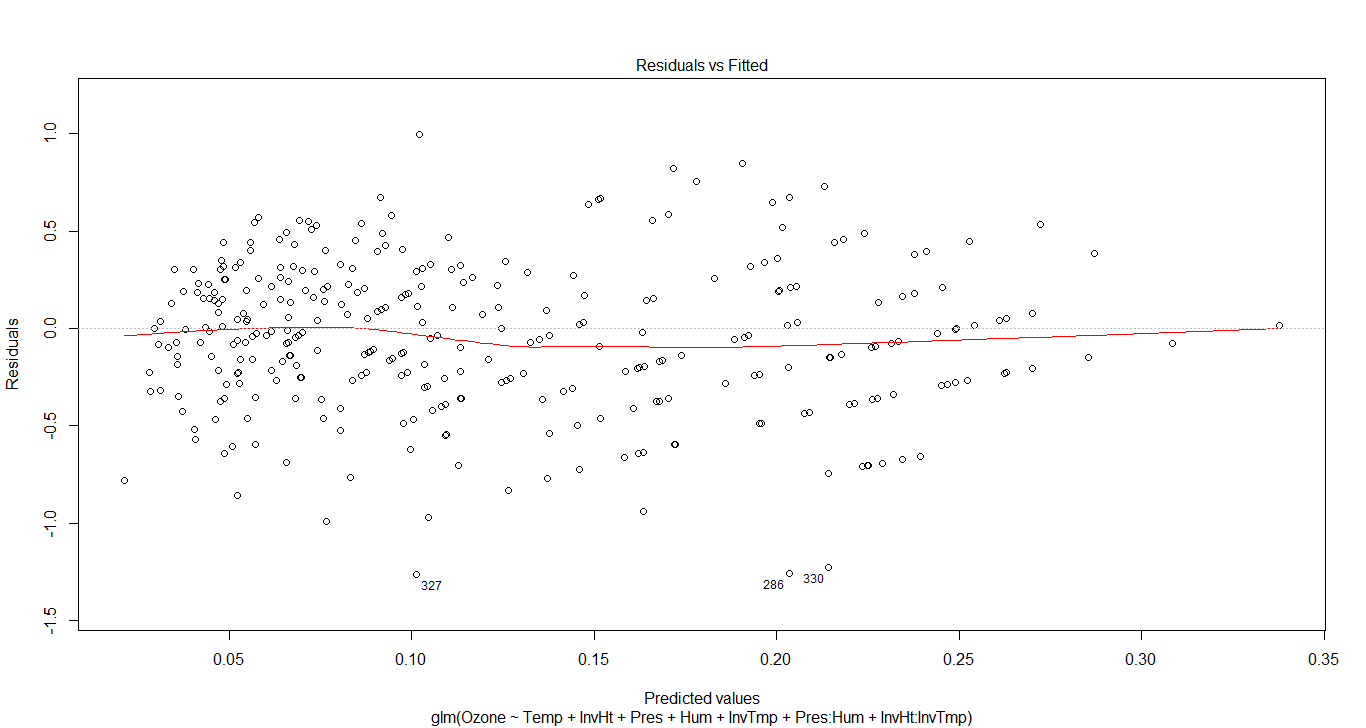 Residuals vs Fitted
1.0
0.5
0.0
-0.5
-1.0
-1.5
Residuals
327
286
330
0.05 0.10 0.15 0.20 0.25 0.30 0.35
Predicted values
glm(Ozone ~ Temp + InvHt + Pres + Hum + InvTmp + Pres:Hum + InvHt:InvTmp)